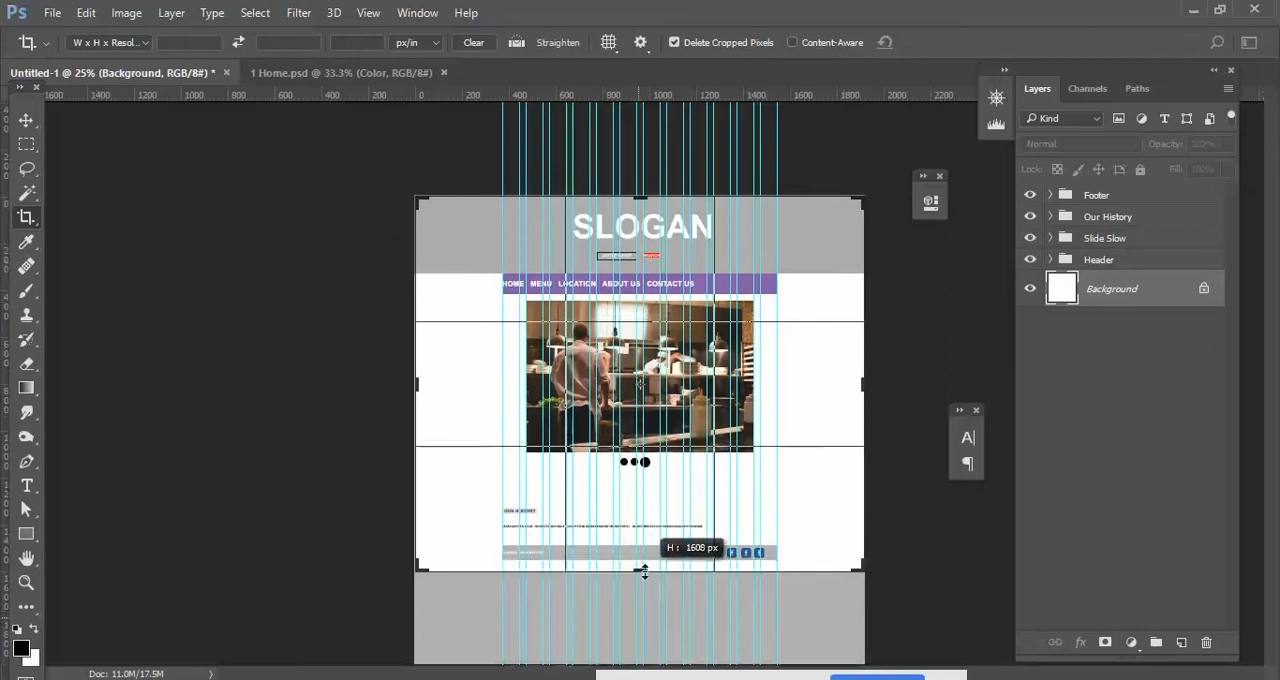 Ps File Edit Image Layer Type Select Filter 3D View Window Help
W x H x Resol... px/in Clear Straighten Delete Cropped Pixels Content-Aware
Untitled-1 @ 25% (Background, RGB/8#) * × 1 Home.psd @ 33.3% (Color, RGB/8#) ×
1600 1400 1200 1000 800 600 400 200 0 200 400 600 800 1000 1200 1400 1600 1800 2000 2200
Layers Channels Paths
Kind
Normal Opacity: 100%
Lock: Fill: 100%
Footer
Our History
Slide Slow
Header
Background
SLOGAN
HOME MENU LOCATION ABOUT US CONTACT US
OUR HISTORY
H : 1608 px
Doc: 11.0M/17.5M